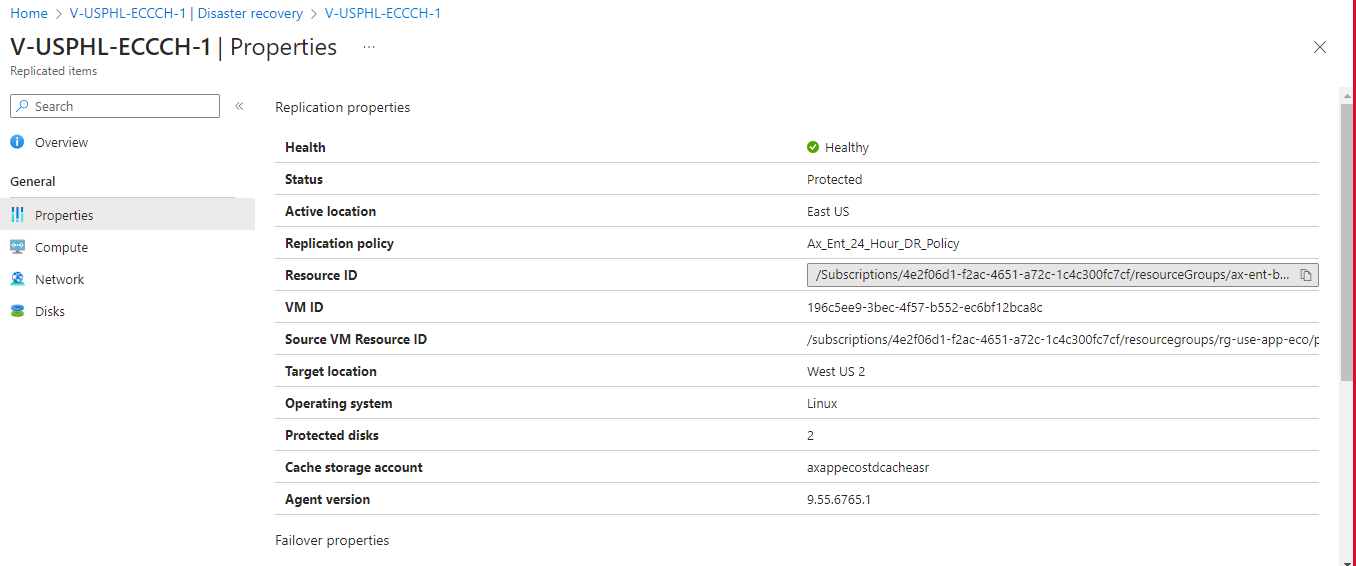 Home > V-USPHL-ECCCH-1 | Disaster recovery > V-USPHL-ECCCH-1
V-USPHL-ECCCH-1 | Properties ...
Replicated items
Search «
Overview
General
Properties
Compute
Network
Disks
Replication properties
Health Healthy
Status Protected
Active location East US
Replication policy Ax_Ent_24_Hour_DR_Policy
Resource ID /Subscriptions/4e2f06d1-f2ac-4651-a72c-1c4c300fc7cf/resourceGroups/ax-ent-b...
VM ID 196c5ee9-3bec-4f57-b552-ec6bf12bca8c
Source VM Resource ID /subscriptions/4e2f06d1-f2ac-4651-a72c-1c4c300fc7cf/resourcegroups/rg-use-app-eco/p
Target location West US 2
Operating system Linux
Protected disks 2
Cache storage account axappecostdcacheasr
Agent version 9.55.6765.1
Failover properties